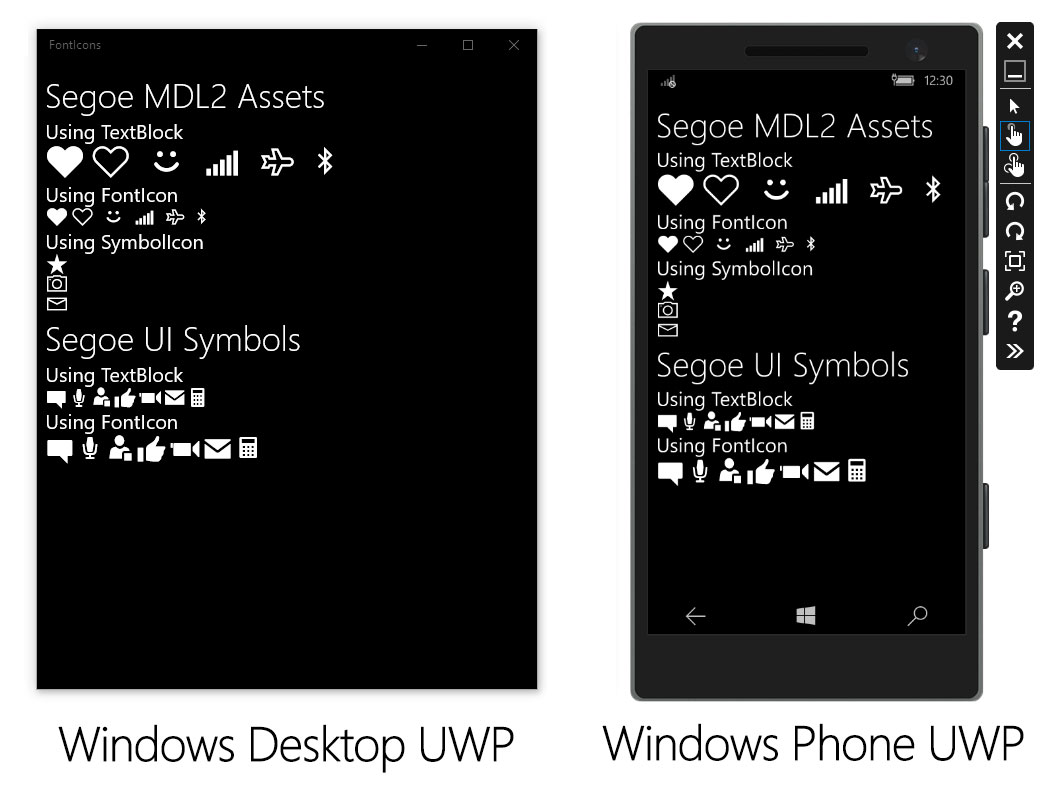 FontIcons
Segoe MDL2 Assets
Using TextBlock
Using FontIcon
Using SymbolIcon
Segoe UI Symbols
Using TextBlock
Using FontIcon
Windows Desktop UWP
12:30
Segoe MDL2 Assets
Using TextBlock
Using FontIcon
Using SymbolIcon
Segoe UI Symbols
Using TextBlock
Using FontIcon
Windows Phone UWP